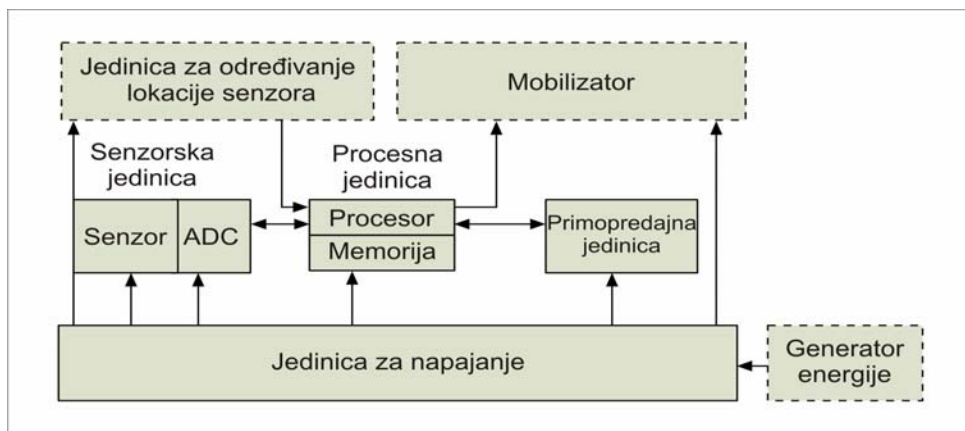 Jedinica za određivanje
lokacije senzora
Mobilizator
Senzorska
jedinica
Procesna
jedinica
Senzor
ADC
Procesor
Memorija
Primopredajna
jedinica
Jedinica za napajanje
Generator
energije